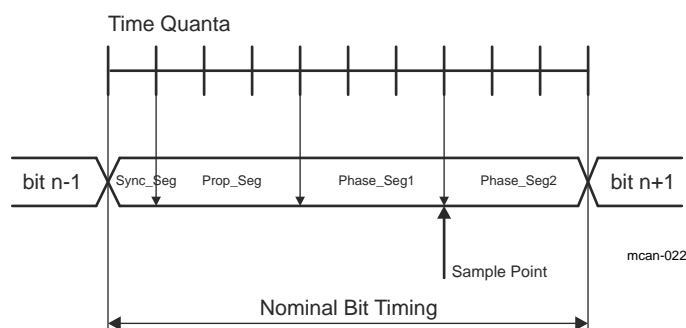 Time Quanta
bit n-1
Sync_Seg
Prop_Seg
Phase_Seg1
Phase_Seg2
bit n+1
mcan-022
Sample Point
Nominal Bit Timing